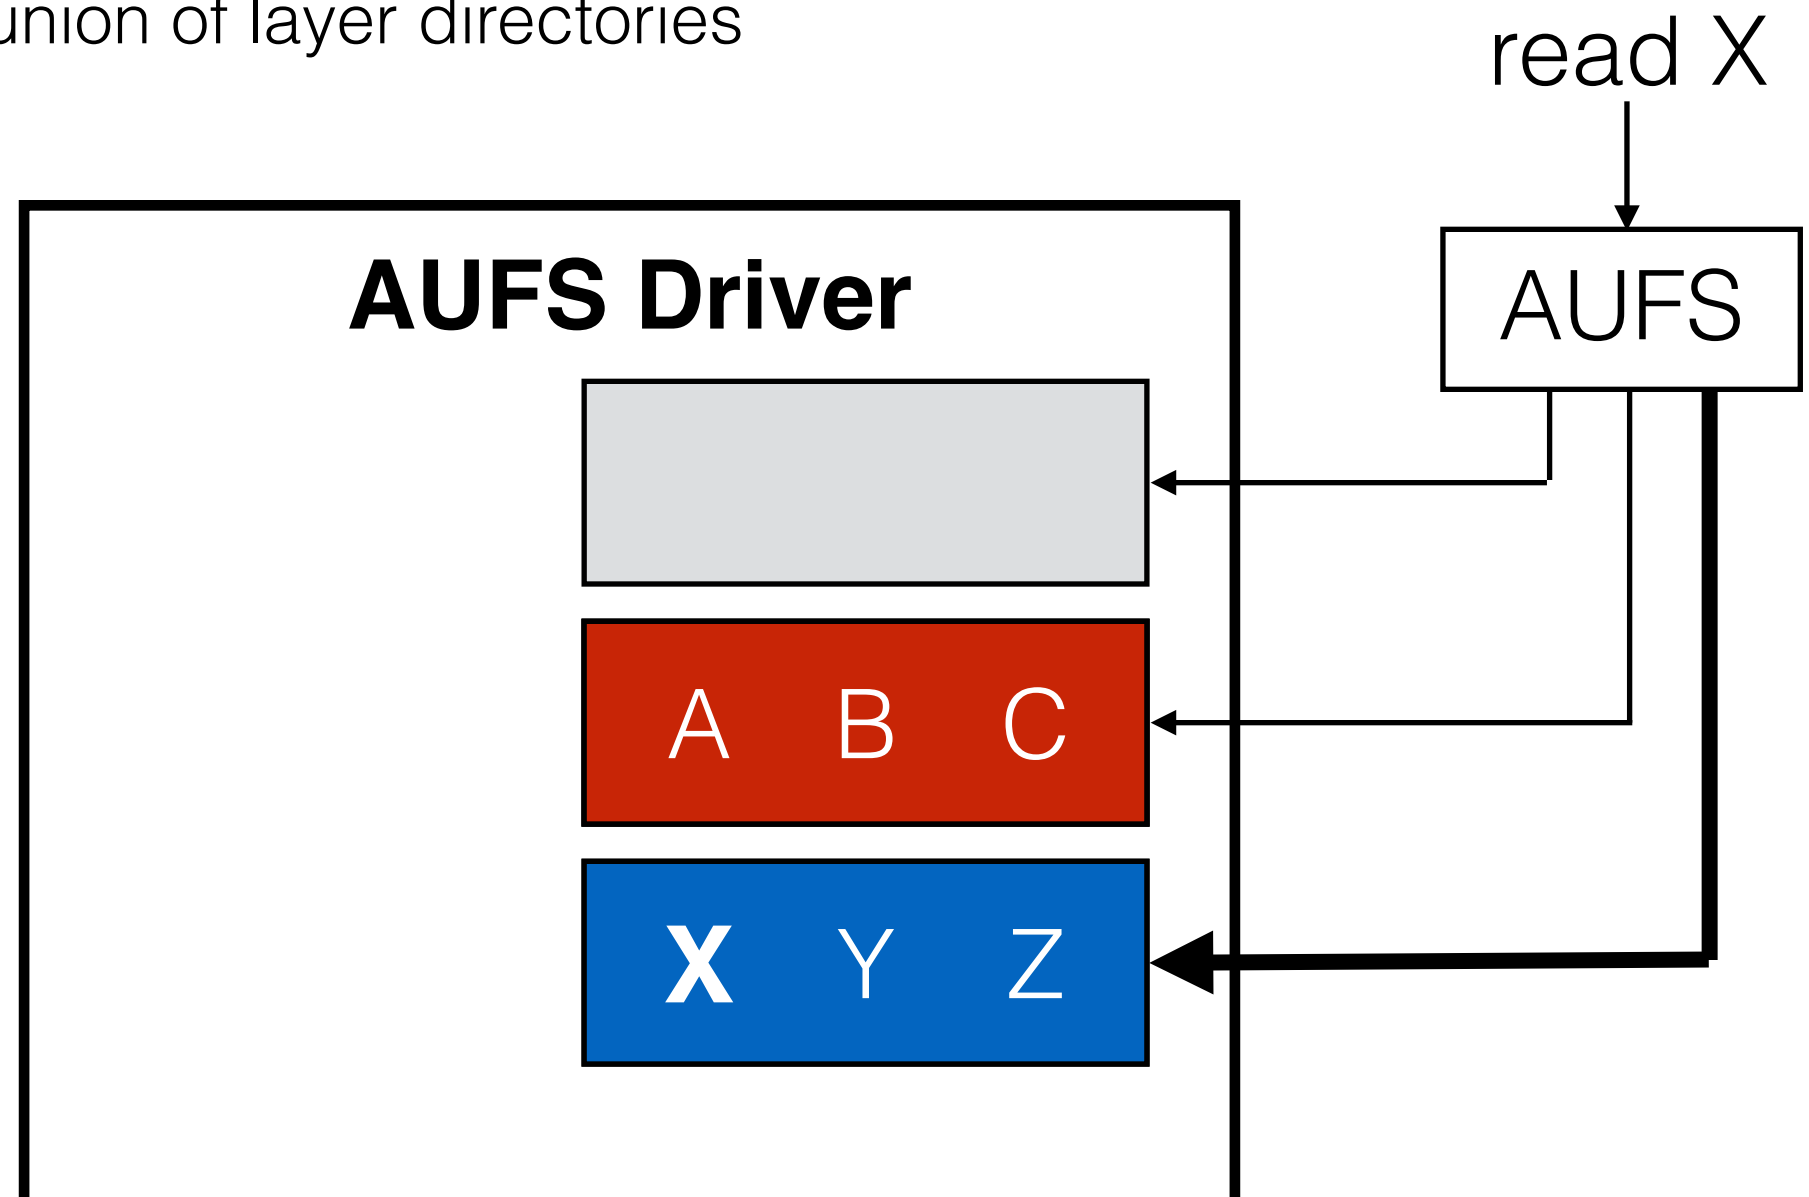 union of layer directories
read X
AUFS
AUFS Driver
A B C
X Y Z